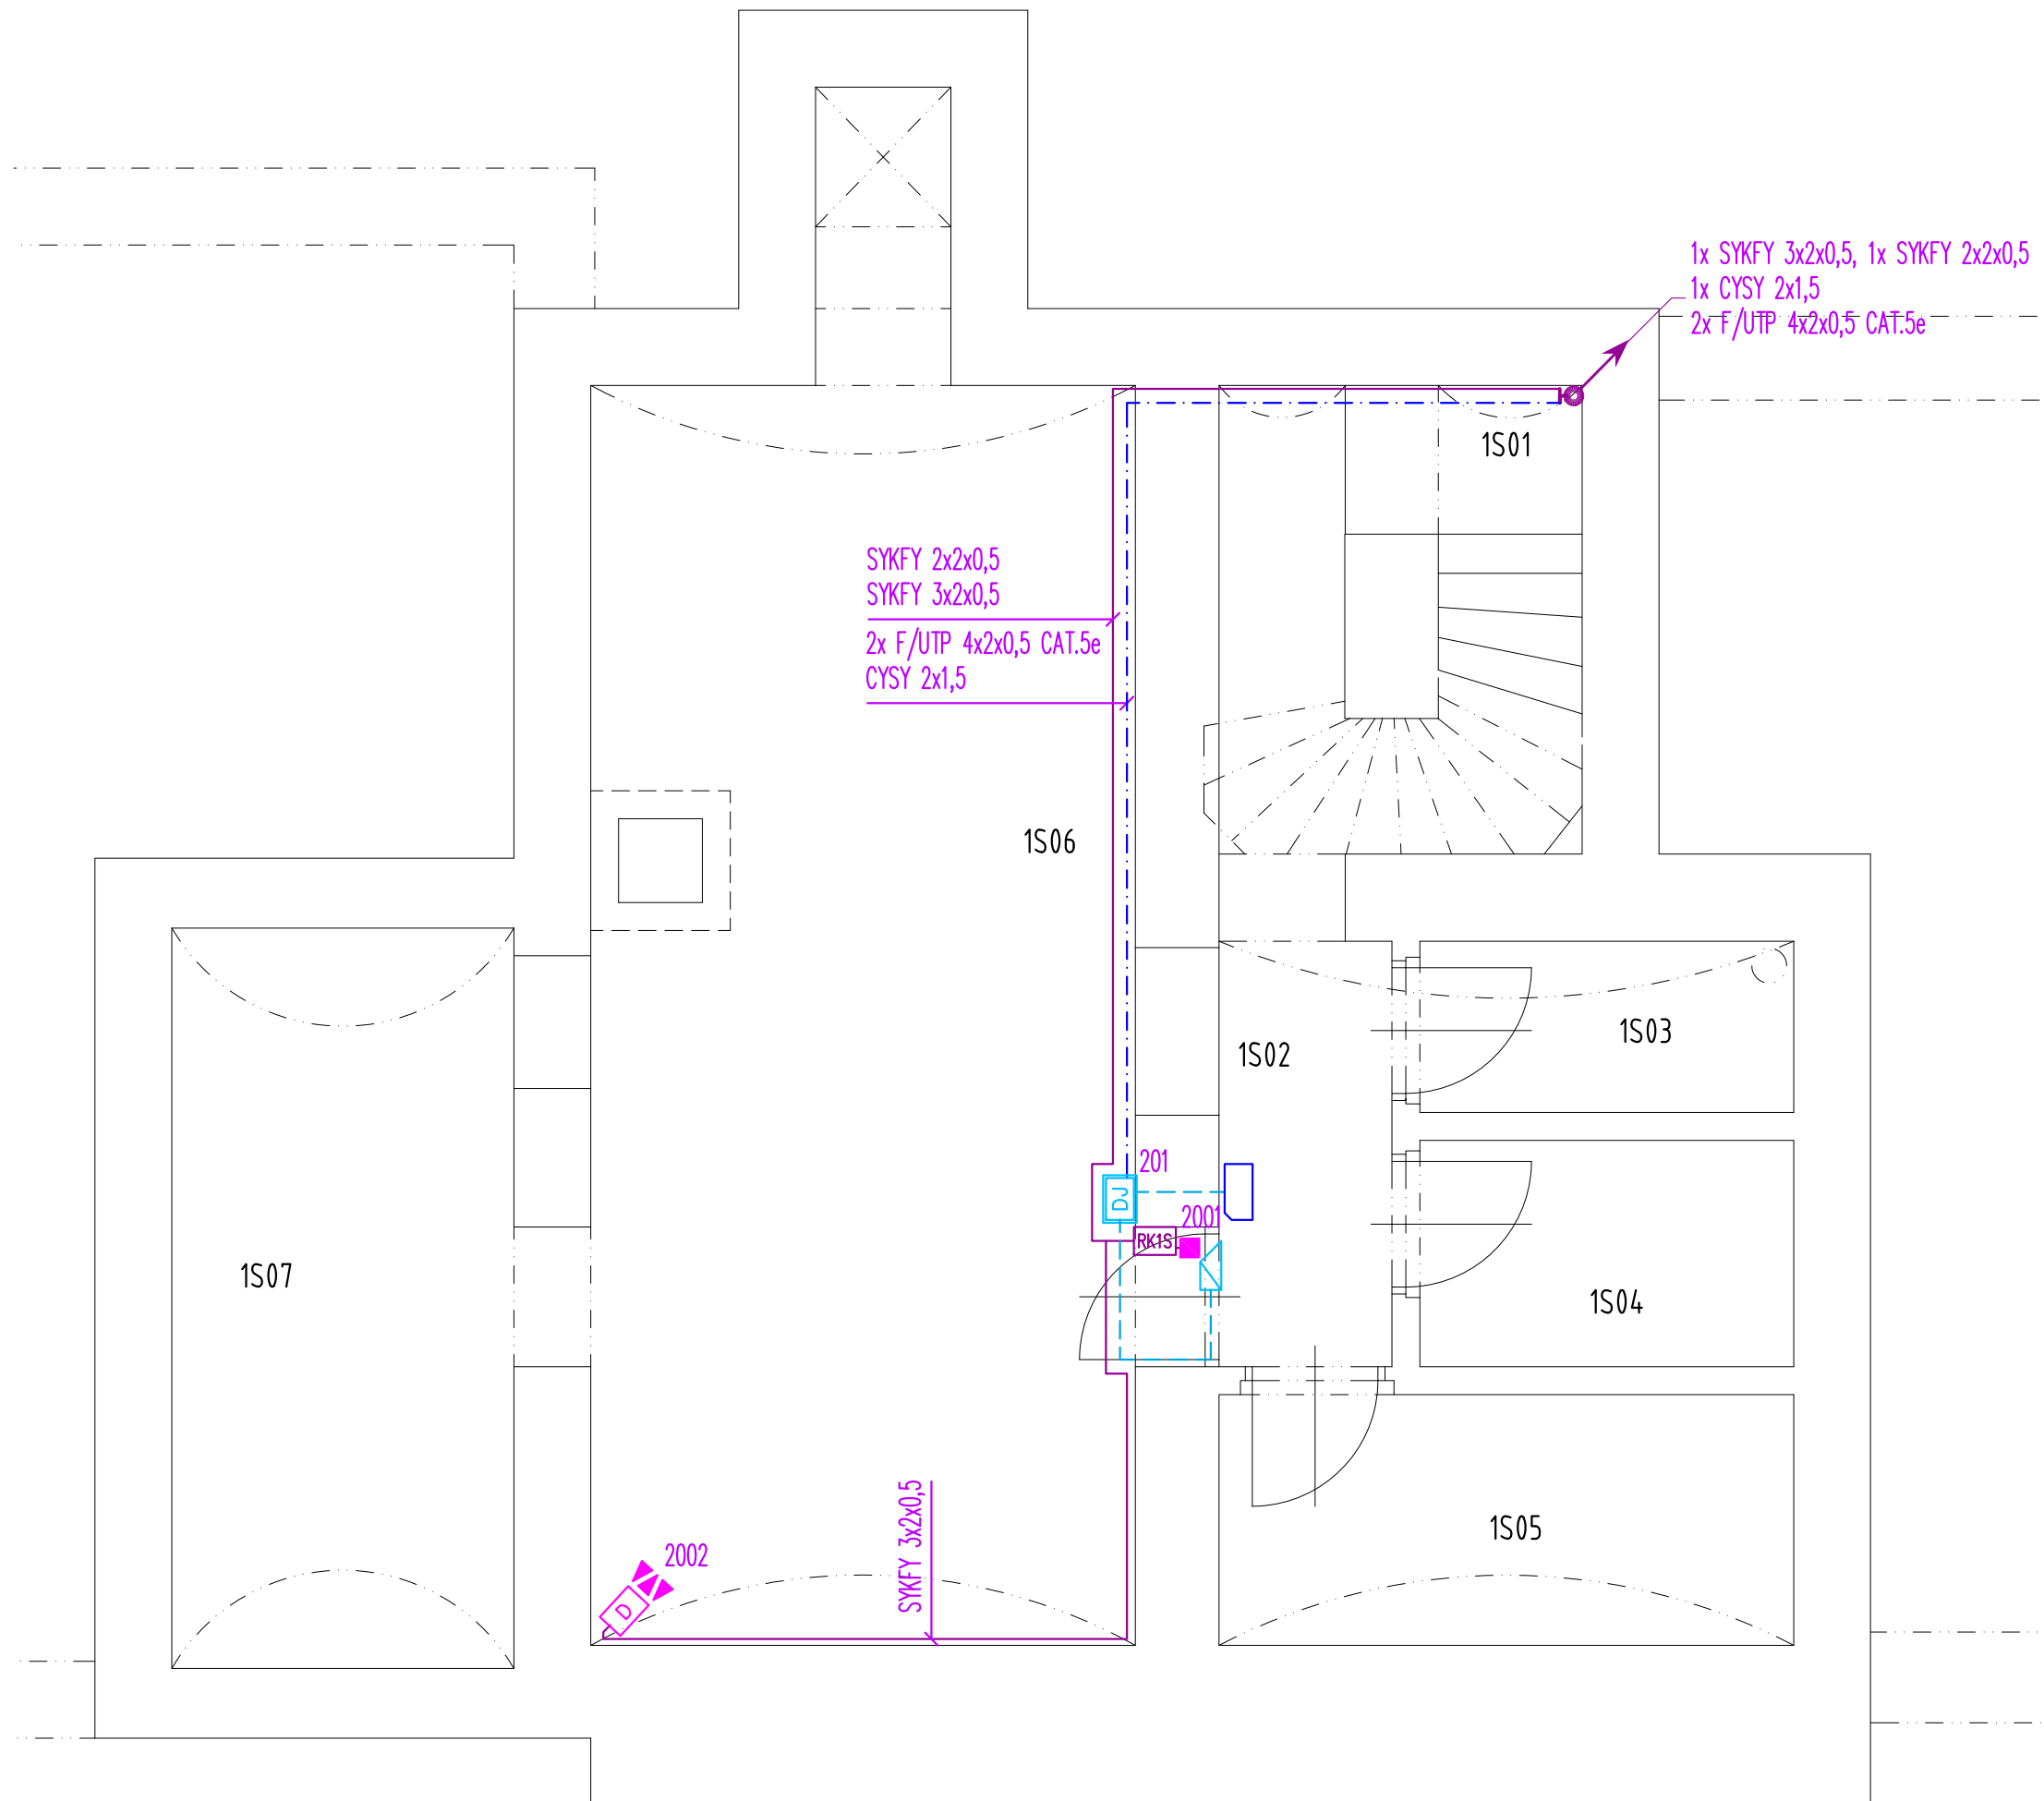 1x SYKFY 3x2x0,5, 1x SYKFY 2x2x0,5
1x CYSY 2x1,5
2x F/UTP 4x2x0,5 CAT.5e
1S01
SYKFY 2x2x0,5
SYKFY 3x2x0,5
2x F/UTP 4x2x0,5 CAT.5e
CYSY 2x1,5
1S06
1S03
1S02
201
DJ
2001
RK1S
1S07
1S04
SYKFY 3x2x0,5
1S05
2002
D